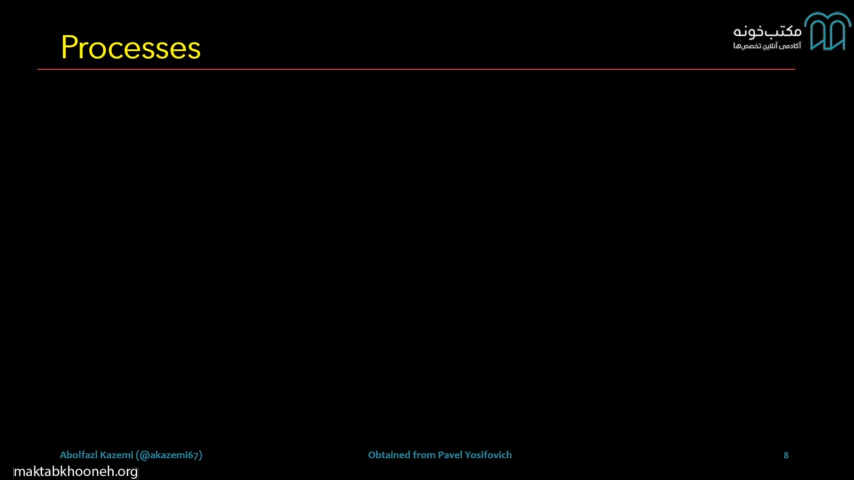 Processes
مکتب‌خونه
آکادمی آنلاین تخصص‌ها
Abolfazl Kazemi (@akazemi67)
Obtained from Pavel Yosifovich
8
maktabkhooneh.org